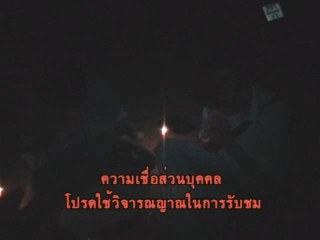 ความเชื่อส่วนบุคคล
โปรดใช้วิจารณญาณในการรับชม